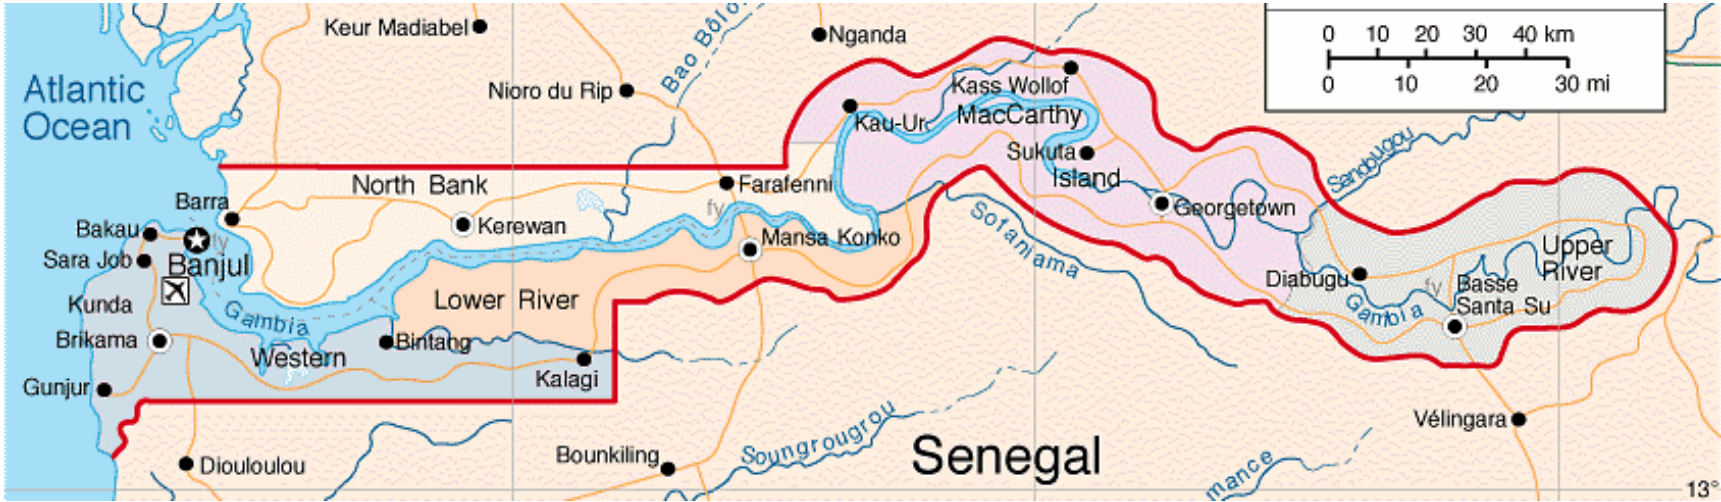 Keur Madiabel
Nganda
Bao Bôlo
0 10 20 30 40 km
0 10 20 30 mi
Atlantic
Ocean
Nioro du Rip
Kass Wollof
MacCarthy
Kau-Ur
Sukuta
Island
Sandougou
North Bank
Farafenni
Barra
fy
Georgetown
Bakau
Kerewan
Sofaniama
Mansa Konko
fy
Sara Job
Kunda
Banjul
Upper
River
Diabugu
Basse
Santa Su
fy
Gambia
Lower River
Gambia
Brikama
Bintang
Western
Kalagi
Gunjur
Vélingara
Soungrougrou
Senegal
Bounkiling
Diouloulou
mance
13°